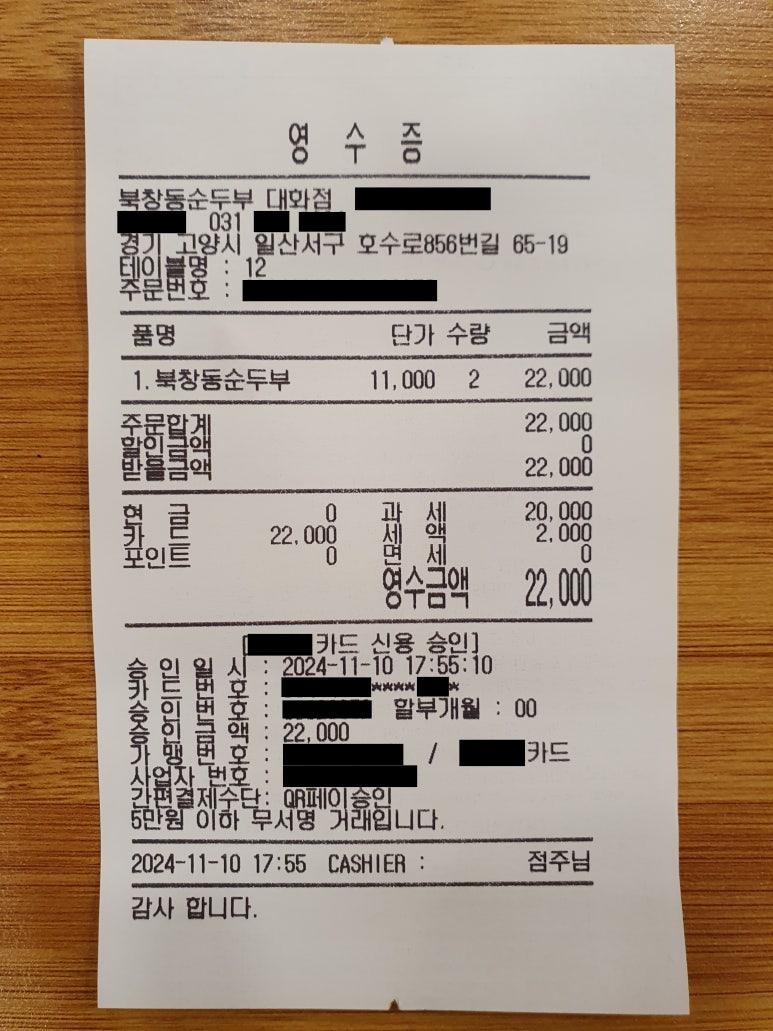 영 수 증
북창동순두부 대화점
031
경기 고양시 일산서구 호수로856번길 65-19
테이블명 : 12
주문번호 :
품명 단가 수량 금액
1.북창동순두부 11,000 2 22,000
주문합계 22,000
할인금액 0
받을금액 22,000
현 금 0 과 세 20,000
카 드 22,000 세 액 2,000
포인트 0 면 세 0
영수금액 22,000
[카드 신용 승인]
승 인 일 시 : 2024-11-10 17:55:10
카 드 번 호 : **** *
승 인 번 호 : 할부개월 : 00
승 인 금 액 : 22,000
가 맹 번 호 : / 카드
사업자 번호 :
간편결제수단: QR페이승인
5만원 이하 무서명 거래입니다.
2024-11-10 17:55 CASHIER : 점주님
감사 합니다.